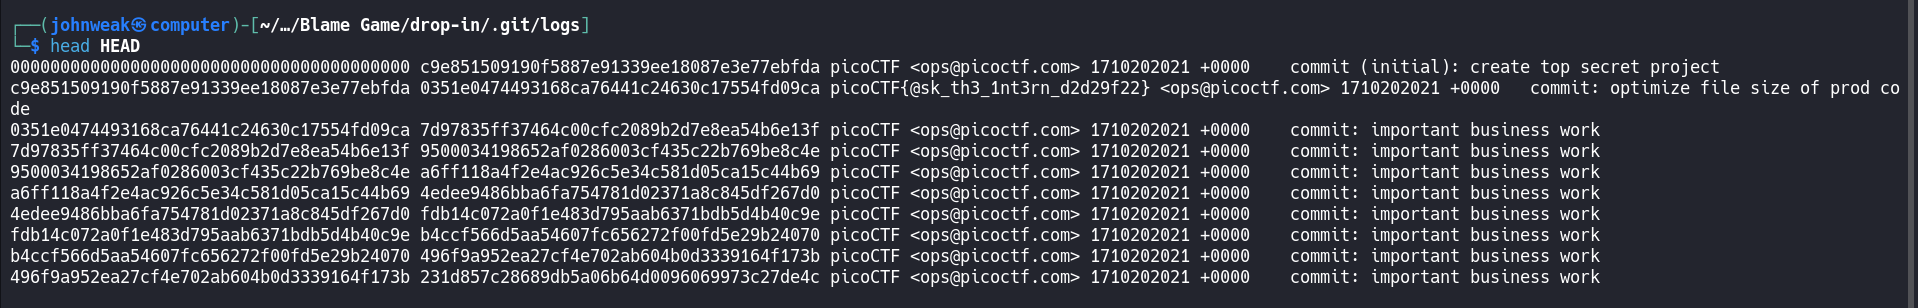 ┌──(johnweak㉿computer)-[~/…/Blame Game/drop-in/.git/logs]
└─$ head HEAD
0000000000000000000000000000000000000000 c9e851509190f5887e91339ee18087e3e77ebfda picoCTF <ops@picoctf.com> 1710202021 +0000    commit (initial): create top secret project
c9e851509190f5887e91339ee18087e3e77ebfda 0351e0474493168ca76441c24630c17554fd09ca picoCTF{@sk_th3_1nt3rn_d2d29f22} <ops@picoctf.com> 1710202021 +0000   commit: optimize file size of prod co
de
0351e0474493168ca76441c24630c17554fd09ca 7d97835ff37464c00cfc2089b2d7e8ea54b6e13f picoCTF <ops@picoctf.com> 1710202021 +0000    commit: important business work
7d97835ff37464c00cfc2089b2d7e8ea54b6e13f 9500034198652af0286003cf435c22b769be8c4e picoCTF <ops@picoctf.com> 1710202021 +0000    commit: important business work
9500034198652af0286003cf435c22b769be8c4e a6ff118a4f2e4ac926c5e34c581d05ca15c44b69 picoCTF <ops@picoctf.com> 1710202021 +0000    commit: important business work
a6ff118a4f2e4ac926c5e34c581d05ca15c44b69 4edee9486bba6fa754781d02371a8c845df267d0 picoCTF <ops@picoctf.com> 1710202021 +0000    commit: important business work
4edee9486bba6fa754781d02371a8c845df267d0 fdb14c072a0f1e483d795aab6371bdb5d4b40c9e picoCTF <ops@picoctf.com> 1710202021 +0000    commit: important business work
fdb14c072a0f1e483d795aab6371bdb5d4b40c9e b4ccf566d5aa54607fc656272f00fd5e29b24070 picoCTF <ops@picoctf.com> 1710202021 +0000    commit: important business work
b4ccf566d5aa54607fc656272f00fd5e29b24070 496f9a952ea27cf4e702ab604b0d3339164f173b picoCTF <ops@picoctf.com> 1710202021 +0000    commit: important business work
496f9a952ea27cf4e702ab604b0d3339164f173b 231d857c28689db5a06b64d0096069973c27de4c picoCTF <ops@picoctf.com> 1710202021 +0000    commit: important business work